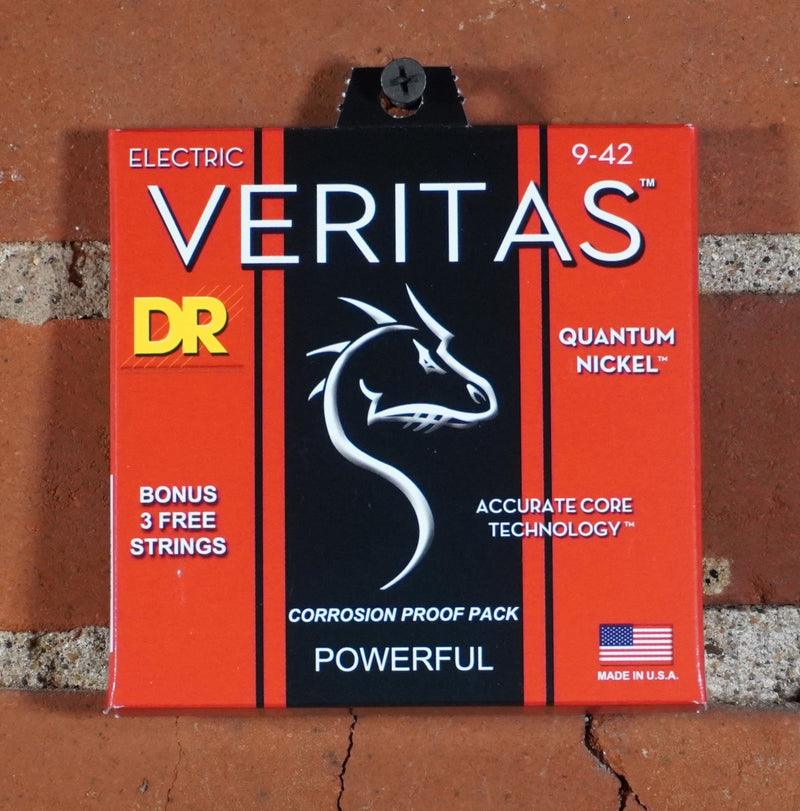 ELECTRIC
9-42
VERITAS™
DR
QUANTUM
NICKEL™
BONUS
3 FREE
STRINGS
ACCURATE CORE
TECHNOLOGY™
CORROSION PROOF PACK
POWERFUL
MADE IN U.S.A.